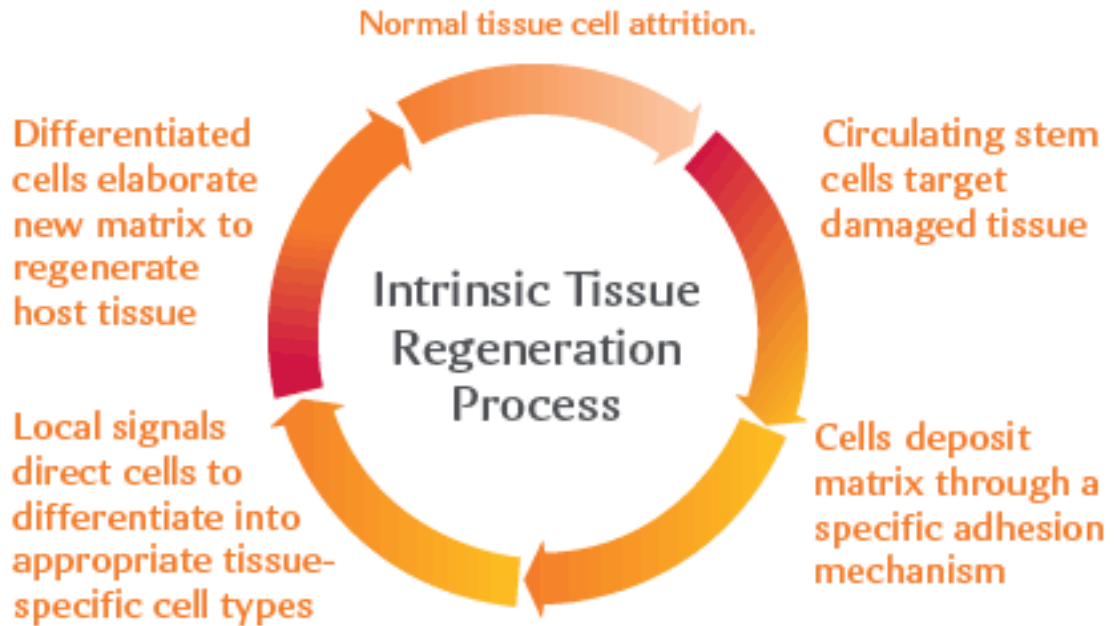 Normal tissue cell attrition.
Circulating stem
cells target
damaged tissue
Cells deposit
matrix through a
specific adhesion
mechanism
Local signals
direct cells to
differentiate into
appropriate tissue-
specific cell types
Differentiated
cells elaborate
new matrix to
regenerate
host tissue
Intrinsic Tissue
Regeneration
Process